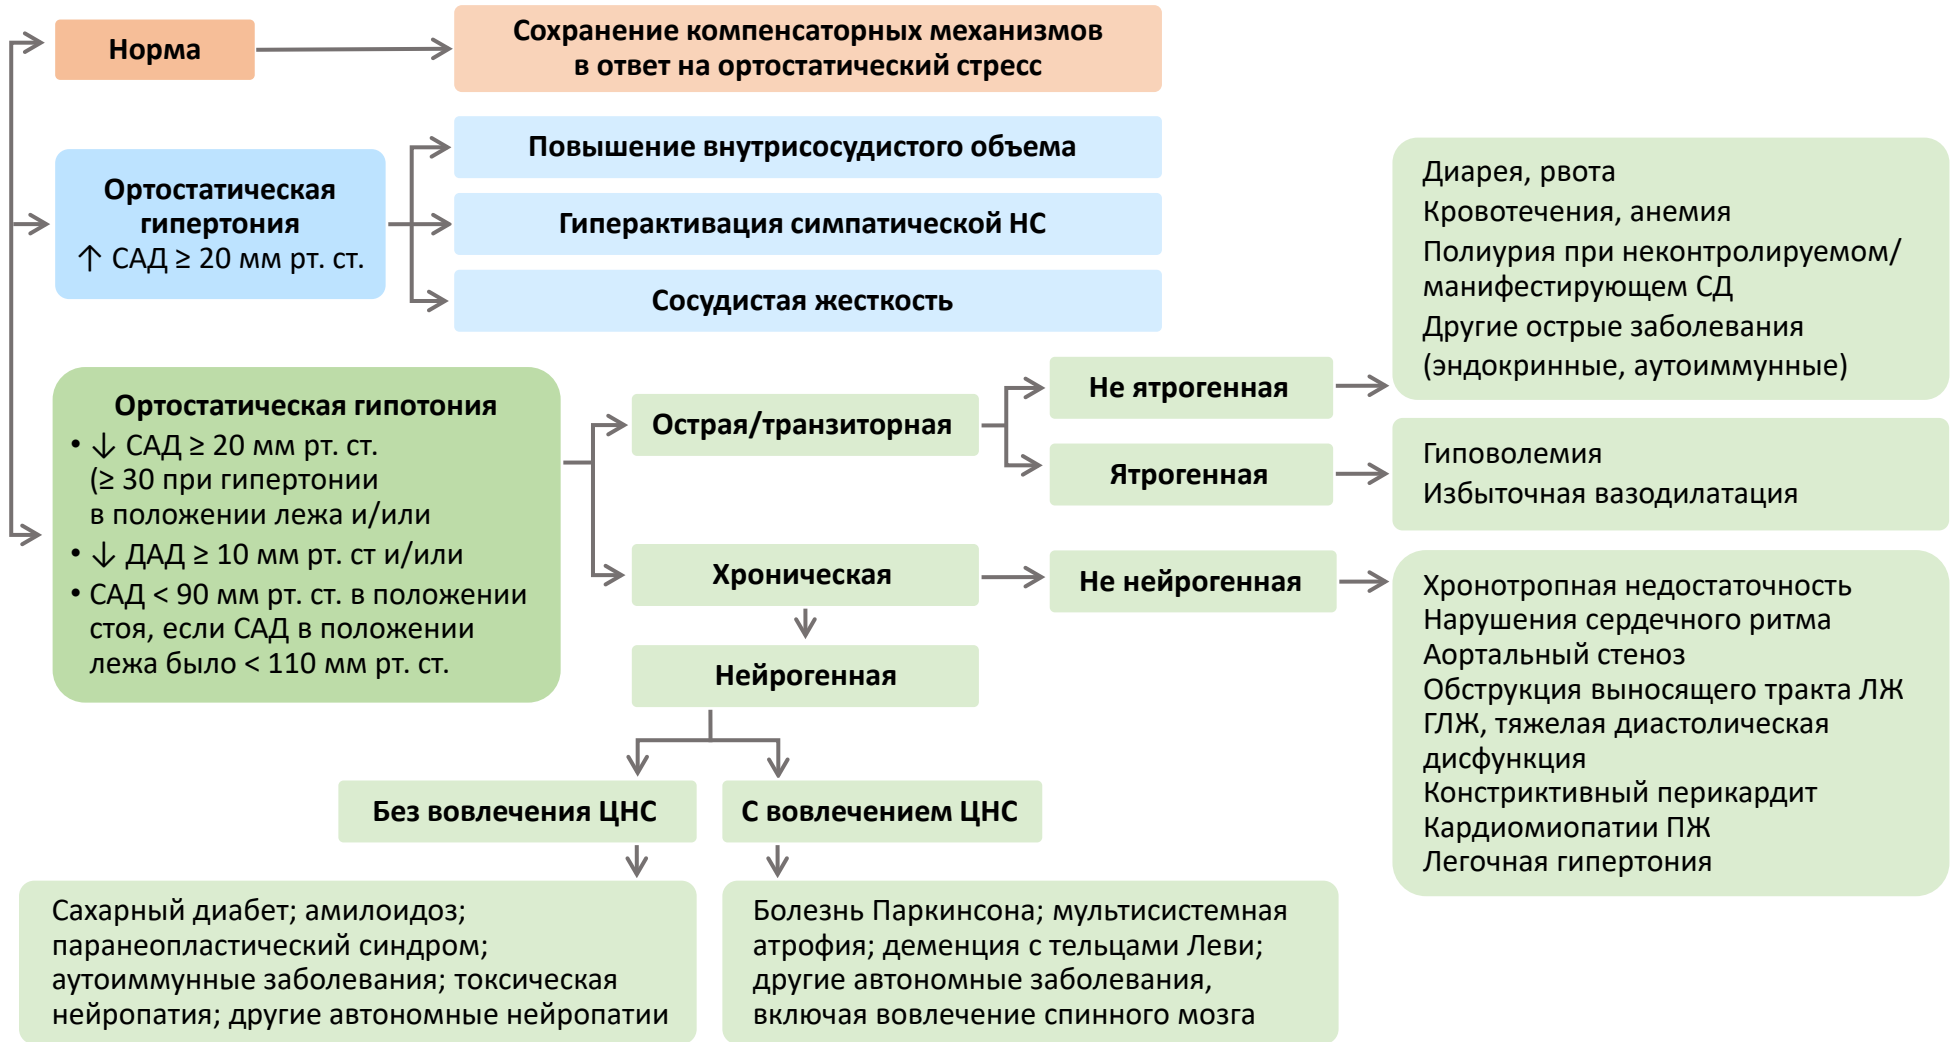 Норма
Сохранение компенсаторных механизмов
в ответ на ортостатический стресс
Ортостатическая
гипертония
↑ САД ≥ 20 мм рт. ст.
Повышение внутрисосудистого объема
Гиперактивация симпатической НС
Сосудистая жесткость
Ортостатическая гипотония
• ↓ САД ≥ 20 мм рт. ст.
(≥ 30 при гипертонии
в положении лежа и/или
• ↓ ДАД ≥ 10 мм рт. ст и/или
• САД < 90 мм рт. ст. в положении
стоя, если САД в положении
лежа было < 110 мм рт. ст.
Острая/транзиторная
Не ятрогенная
Диарея, рвота
Кровотечения, анемия
Полиурия при неконтролируемом/
манифестирующем СД
Другие острые заболевания
(эндокринные, аутоиммунные)
Ятрогенная
Гиповолемия
Избыточная вазодилатация
Хроническая
Не нейрогенная
Хронотропная недостаточность
Нарушения сердечного ритма
Аортальный стеноз
Обструкция выносящего тракта ЛЖ
ГЛЖ, тяжелая диастолическая
дисфункция
Констриктивный перикардит
Кардиомиопатии ПЖ
Легочная гипертония
Нейрогенная
Без вовлечения ЦНС
С вовлечением ЦНС
Сахарный диабет; амилоидоз;
паранеопластический синдром;
аутоиммунные заболевания; токсическая
нейропатия; другие автономные нейропатии
Болезнь Паркинсона; мультисистемная
атрофия; деменция с тельцами Леви;
другие автономные заболевания,
включая вовлечение спинного мозга